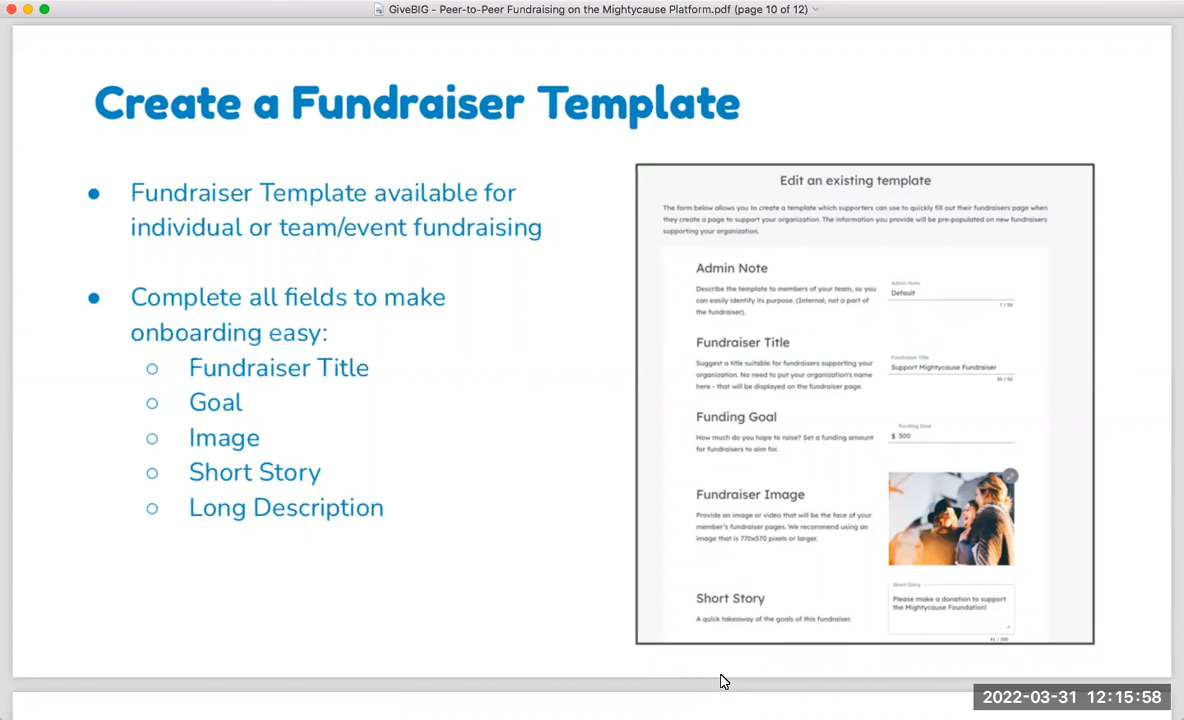 GiveBIG - Peer-to-Peer Fundraising on the Mightycause Platform.pdf (page 10 of 12)
Create a Fundraiser Template
● Fundraiser Template available for
individual or team/event fundraising
● Complete all fields to make
onboarding easy:
○ Fundraiser Title
○ Goal
○ Image
○ Short Story
○ Long Description
Edit an existing template
The form below allows you to create a template which supporters can use to quickly fill out their fundraisers page when
they create a page to support your organization. The information you provide will be pre-populated on new fundraisers
supporting your organization.
Admin Note
Describe the template to members of your team, so you
can easily identify its purpose. (Internal, not a part of
the fundraiser).
Admin Note
Default
7 / 50
Fundraiser Title
Suggest a title suitable for fundraisers supporting your
organization. No need to put your organization's name
here - that will be displayed on the fundraiser page.
Fundraiser Title
Support Mightycause Fundraiser
Funding Goal
How much do you hope to raise? Set a funding amount
for fundraisers to aim for.
Funding Goal
$ 500
Fundraiser Image
Provide an image or video that will be the face of your
member's fundraiser pages. We recommend using an
image that is 770x570 pixels or larger.
Short Story
A quick takeaway of the goals of this fundraiser.
Short Story
Please make a donation to support
the Mightycause Foundation!
2022-03-31 12:15:58